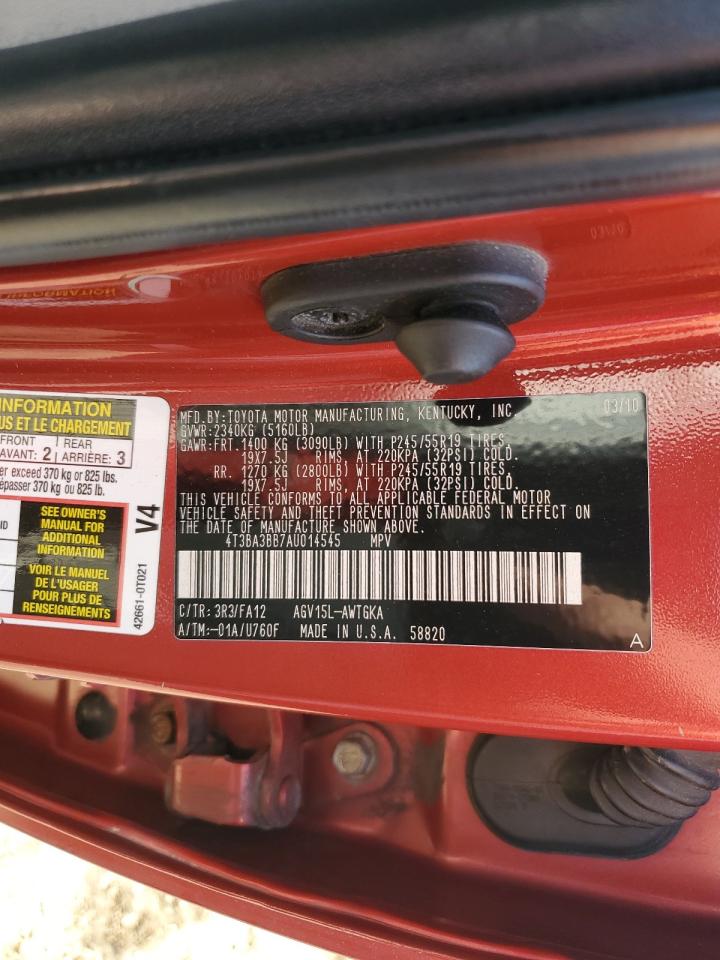 INFORMATION
US ET LE CHARGEMENT
FRONT
AVANT: 2
REAR
ARRIÈRE: 3
er exceed 370 kg or 825 lbs.
épasser 370 kg ou 825 lb.
SEE OWNER'S
MANUAL FOR
ADDITIONAL
INFORMATION
VOIR LE MANUEL
DE L'USAGER
POUR PLUS DE
RENSEIGNEMENTS
V4
42661-0T021
MFD. BY: TOYOTA MOTOR MANUFACTURING, KENTUCKY, INC. 03/10
GVWR: 2340KG (5160LB)
GAWR: FRT. 1400 KG (3090LB) WITH P245/55R19 TIRES,
19X7.5J RIMS, AT 220KPA (32PSI) COLD.
RR. 1270 KG (2800LB) WITH P245/55R19 TIRES,
19X7.5J RIMS, AT 220KPA (32PSI) COLD.
THIS VEHICLE CONFORMS TO ALL APPLICABLE FEDERAL MOTOR
VEHICLE SAFETY AND THEFT PREVENTION STANDARDS IN EFFECT ON
THE DATE OF MANUFACTURE SHOWN ABOVE.
4T3BA3BB7AU014545 MPV
C/TR: 3R3/FA12 AGV15L-AWTGKA
A/TM:-01A/U760F MADE IN U.S.A. 58820
A